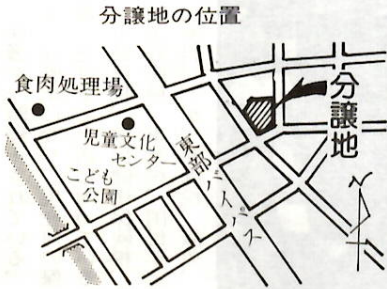 分譲地の位置
食肉処理場
児童文化
センター
こども
公園
東部バイパス
分譲地
N